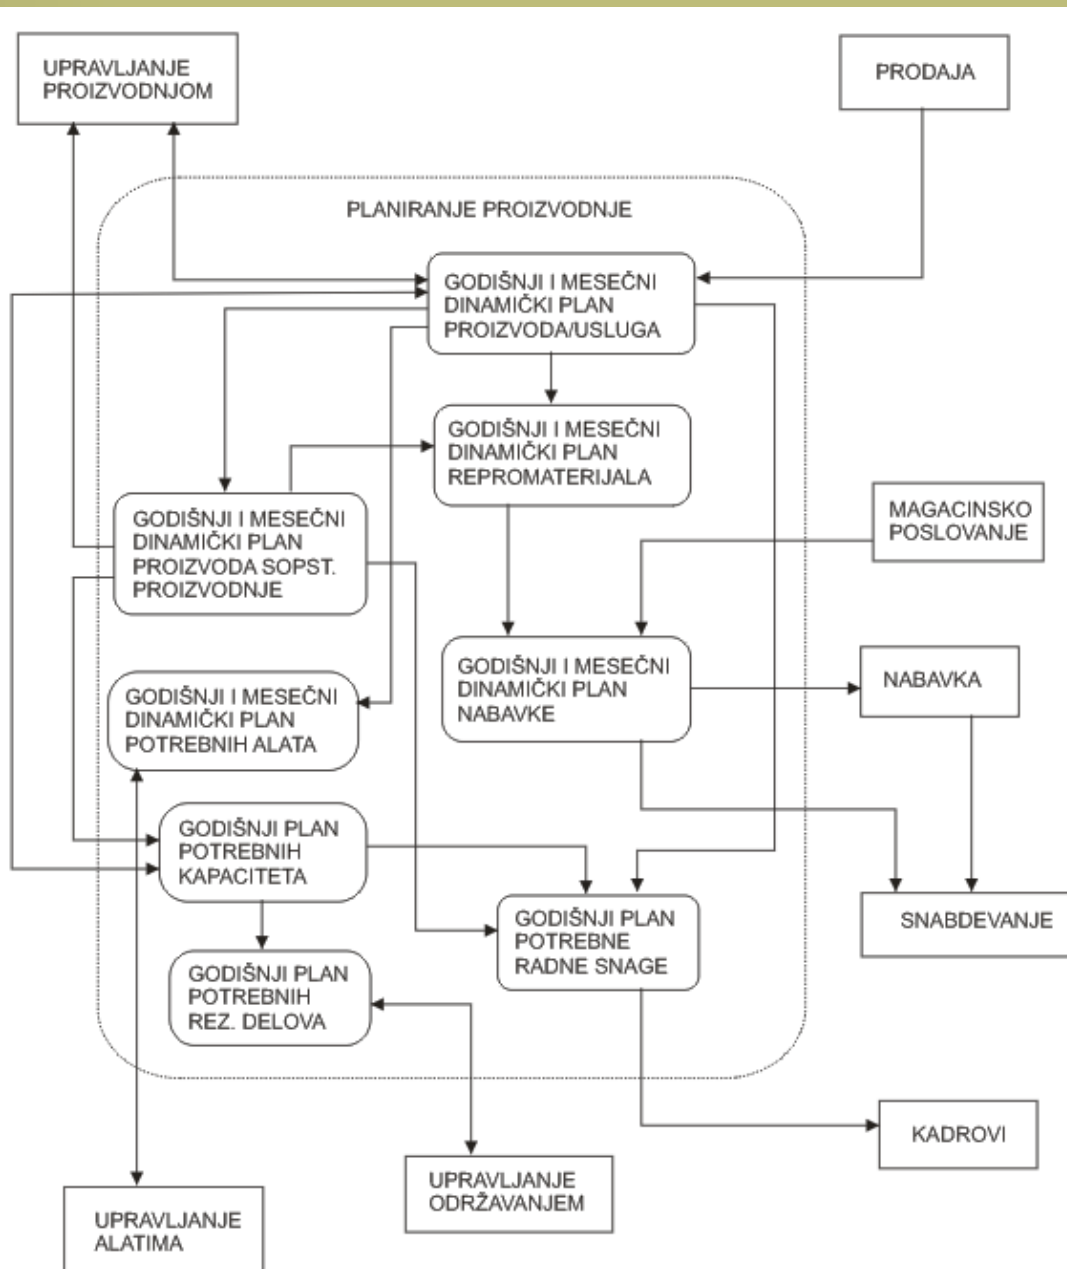 UPRAVLJANJE
PROIZVODNJOM
PRODAJA
PLANIRANJE PROIZVODNJE
GODIŠNJI I MESEČNI
DINAMIČKI PLAN
PROIZVODA/USLUGA
GODIŠNJI I MESEČNI
DINAMIČKI PLAN
REPROMATERIJALA
GODIŠNJI I MESEČNI
DINAMIČKI PLAN
PROIZVODA SOPST.
PROIZVODNJE
MAGACINSKO
POSLOVANJE
GODIŠNJI I MESEČNI
DINAMIČKI PLAN
NABAVKE
NABAVKA
GODIŠNJI I MESEČNI
DINAMIČKI PLAN
POTREBNIH ALATA
GODIŠNJI PLAN
POTREBNIH
KAPACITETA
GODIŠNJI PLAN
POTREBNE
RADNE SNAGE
SNABDEVANJE
GODIŠNJI PLAN
POTREBNIH
REZ. DELOVA
KADROVI
UPRAVLJANJE
ODRŽAVANJEM
UPRAVLJANJE
ALATIMA